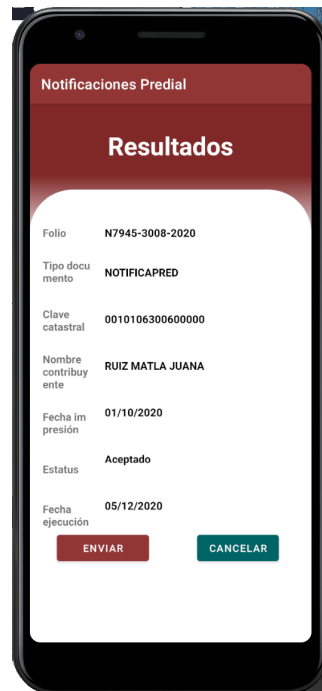 Notificaciones Predial
Resultados
Folio N7945-3008-2020
Tipo docu
mento NOTIFICAPRED
Clave
catastral 0010106300600000
Nombre
contribuy
ente RUIZ MATLA JUANA
Fecha im
presión 01/10/2020
Estatus Aceptado
Fecha
ejecución 05/12/2020
ENVIAR CANCELAR